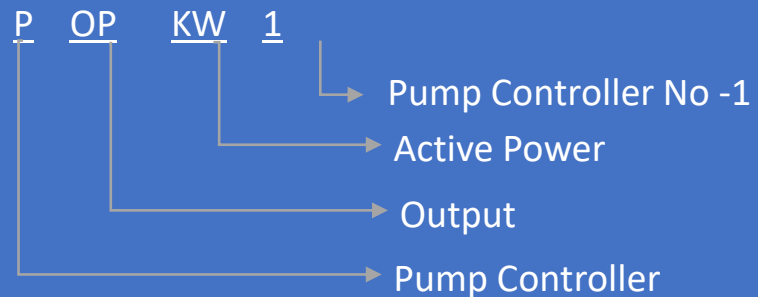 P OP KW 1
Pump Controller No -1
Active Power
Output
Pump Controller